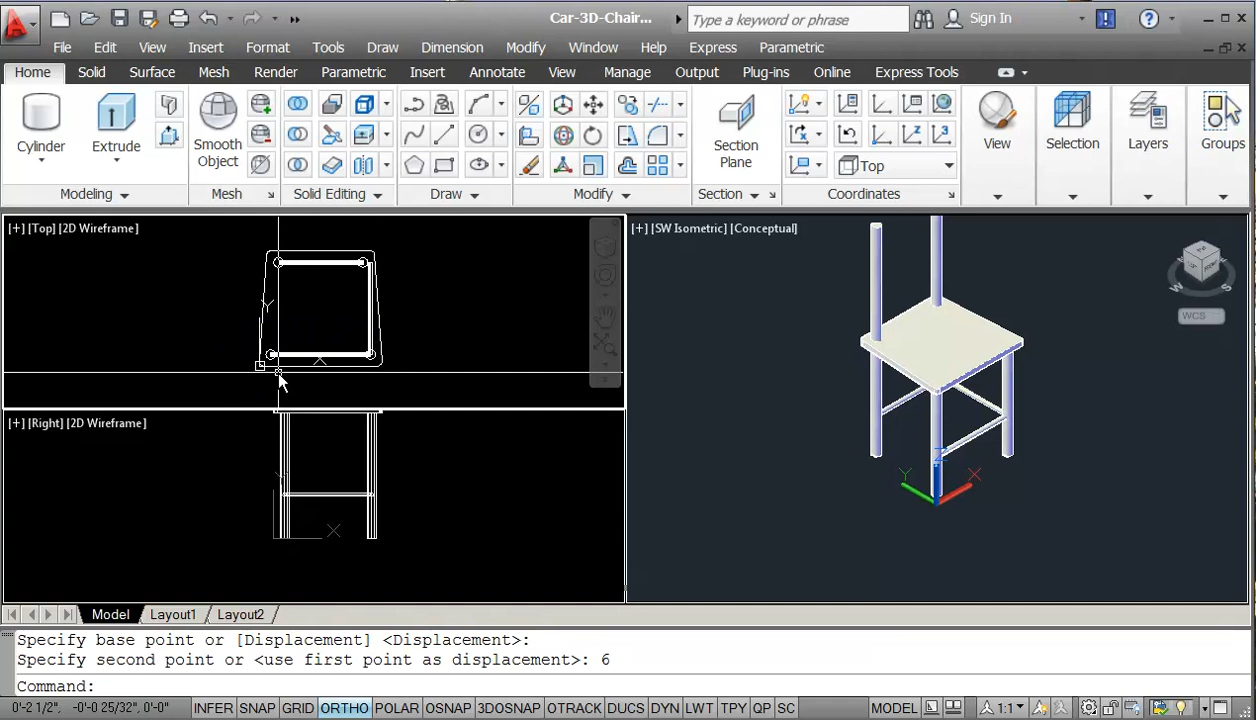 Car-3D-Chair... Type a keyword or phrase Sign In
File Edit View Insert Format Tools Draw Dimension Modify Window Help Express Parametric
Home Solid Surface Mesh Render Parametric Insert Annotate View Manage Output Plug-ins Online Express Tools
Cylinder Extrude Smooth Object Section Plane Top View Selection Layers Groups
Modeling Mesh Solid Editing Draw Modify Section Coordinates
[+] [Top] [2D Wireframe]
[+] [SW Isometric] [Conceptual]
Y
X
W S
WCS
[+] [Right] [2D Wireframe]
Y X
Z
Y X
Model Layout1 Layout2
Specify base point or [Displacement] <Displacement>:
Specify second point or <use first point as displacement>: 6
Command:
0'-2 1/2", -0'-0 25/32", 0'-0" INFER SNAP GRID ORTHO POLAR OSNAP 3DOSNAP OTRACK DUCS DYN LWT TPY QP SC MODEL 1:1